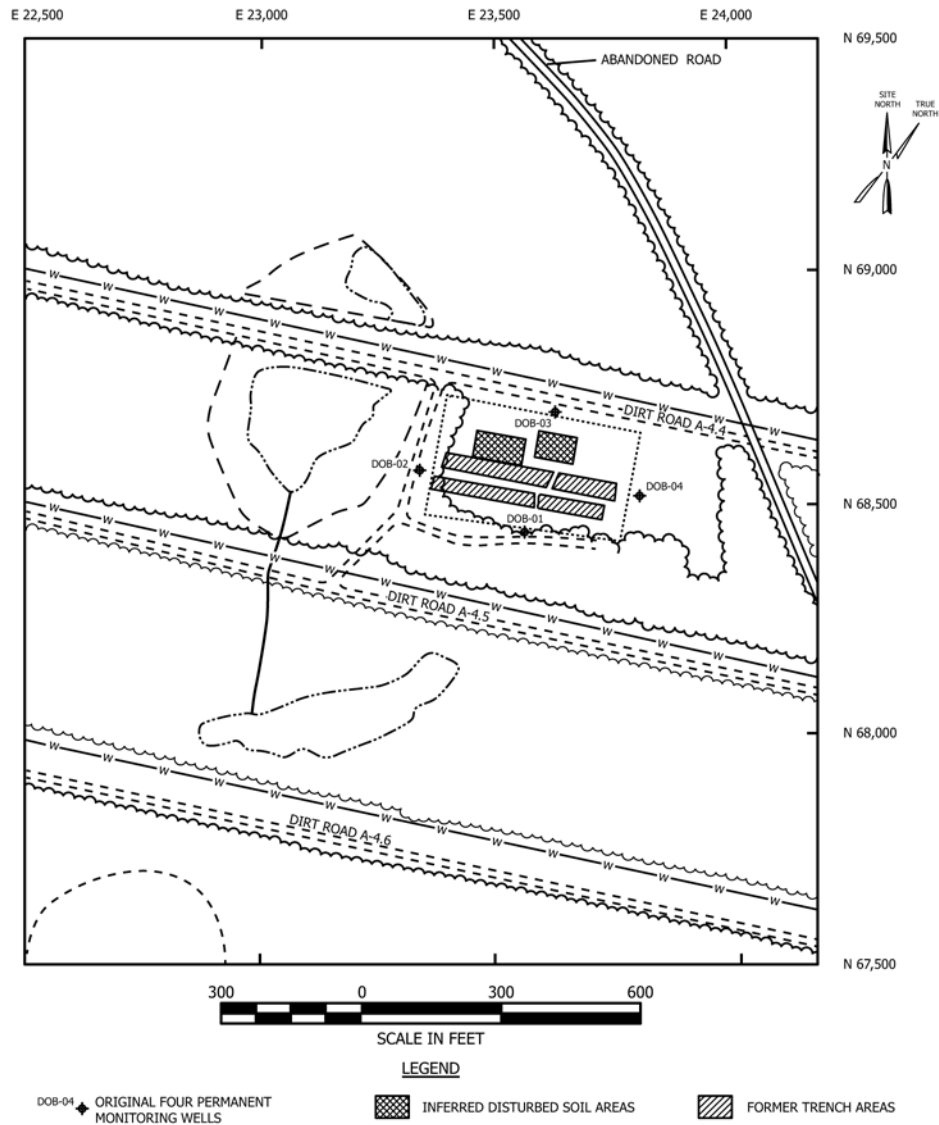 E 22,500
E 23,000
E 23,500
E 24,000
N 69,500
ABANDONED ROAD
SITE
NORTH
TRUE
NORTH
N
N 69,000
W W W W W W W W W W W W W W
DIRT ROAD A-4.4
DOB-03
DOB-02
DOB-04
DOB-01
N 68,500
W W W W W W W W W W W W W W
DIRT ROAD A-4.5
N 68,000
W W W W W W W W W W W W W W
DIRT ROAD A-4.6
N 67,500
300 0 300 600
SCALE IN FEET
LEGEND
DOB-04 ORIGINAL FOUR PERMANENT
MONITORING WELLS
INFERRED DISTURBED SOIL AREAS
FORMER TRENCH AREAS